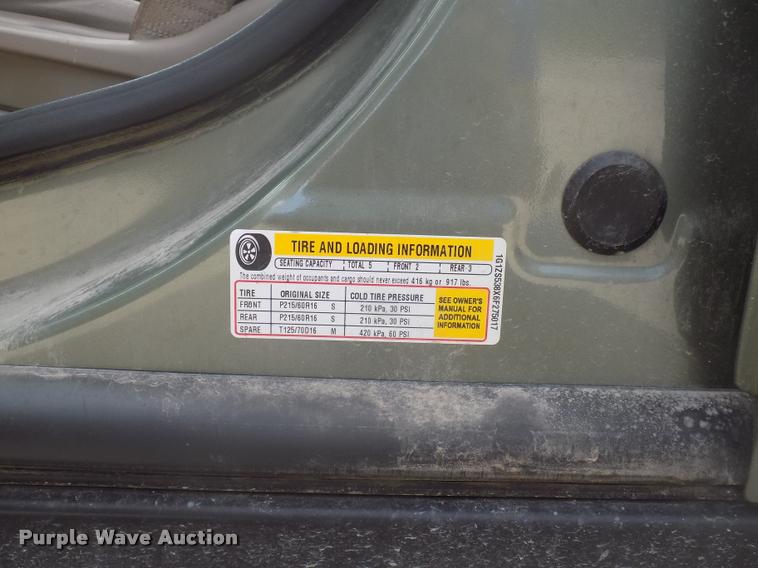 TIRE AND LOADING INFORMATION
SEATING CAPACITY TOTAL 5 FRONT 2 REAR 3
The combined weight of occupants and cargo should never exceed 416 kg or 917 lbs.
TIRE ORIGINAL SIZE COLD TIRE PRESSURE
FRONT P215/60R16 S 210 kPa, 30 PSI
REAR P215/60R16 S 210 kPa, 30 PSI
SPARE T125/70D16 M 420 kPa, 60 PSI
SEE OWNER'S
MANUAL FOR
ADDITIONAL
INFORMATION
1G1ZS538X6F275017
Purple Wave Auction